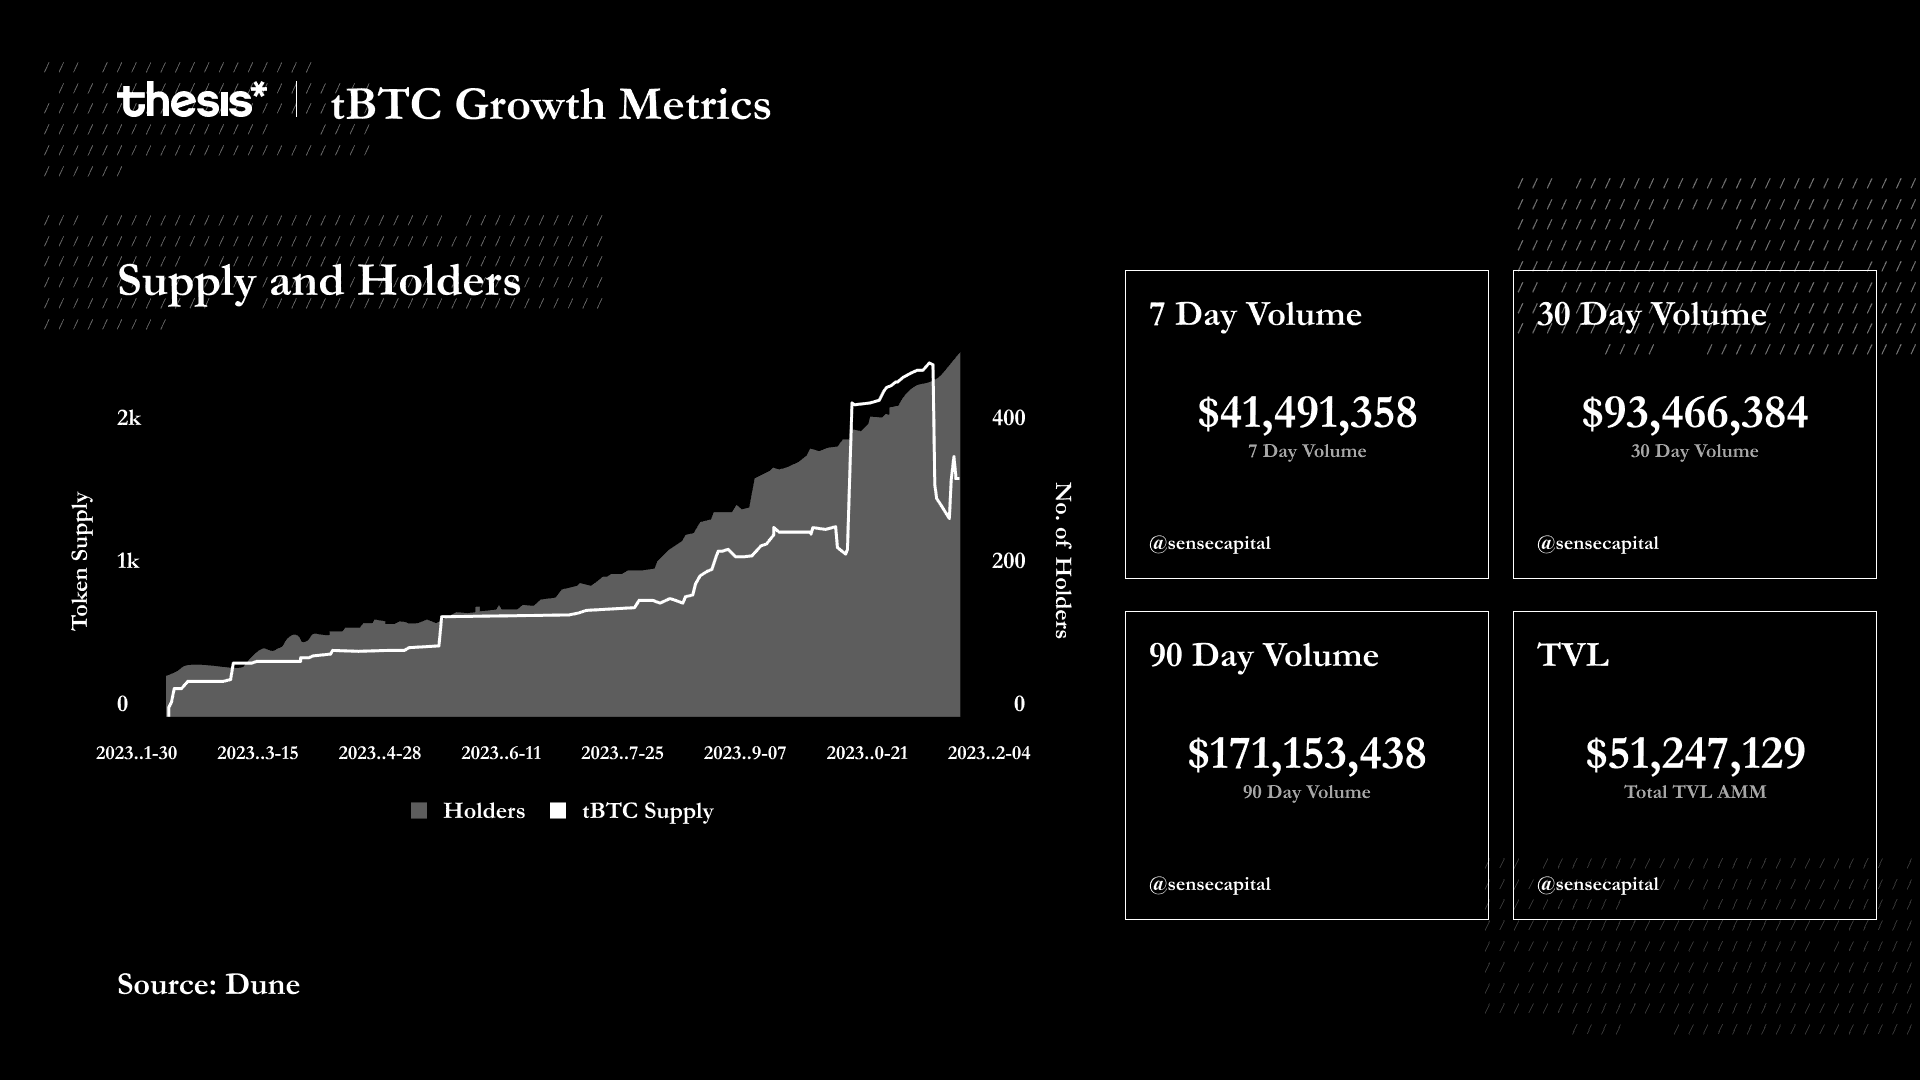 thesis* | tBTC Growth Metrics
Supply and Holders
2k
1k
0
Token Supply
400
200
0
No. of Holders
2023..1-30 2023..3-15 2023..4-28 2023..6-11 2023..7-25 2023..9-07 2023..0-21 2023..2-04
Holders tBTC Supply
7 Day Volume
$41,491,358
7 Day Volume
@sensecapital
30 Day Volume
$93,466,384
30 Day Volume
@sensecapital
90 Day Volume
$171,153,438
90 Day Volume
@sensecapital
TVL
$51,247,129
Total TVL AMM
@sensecapital
Source: Dune